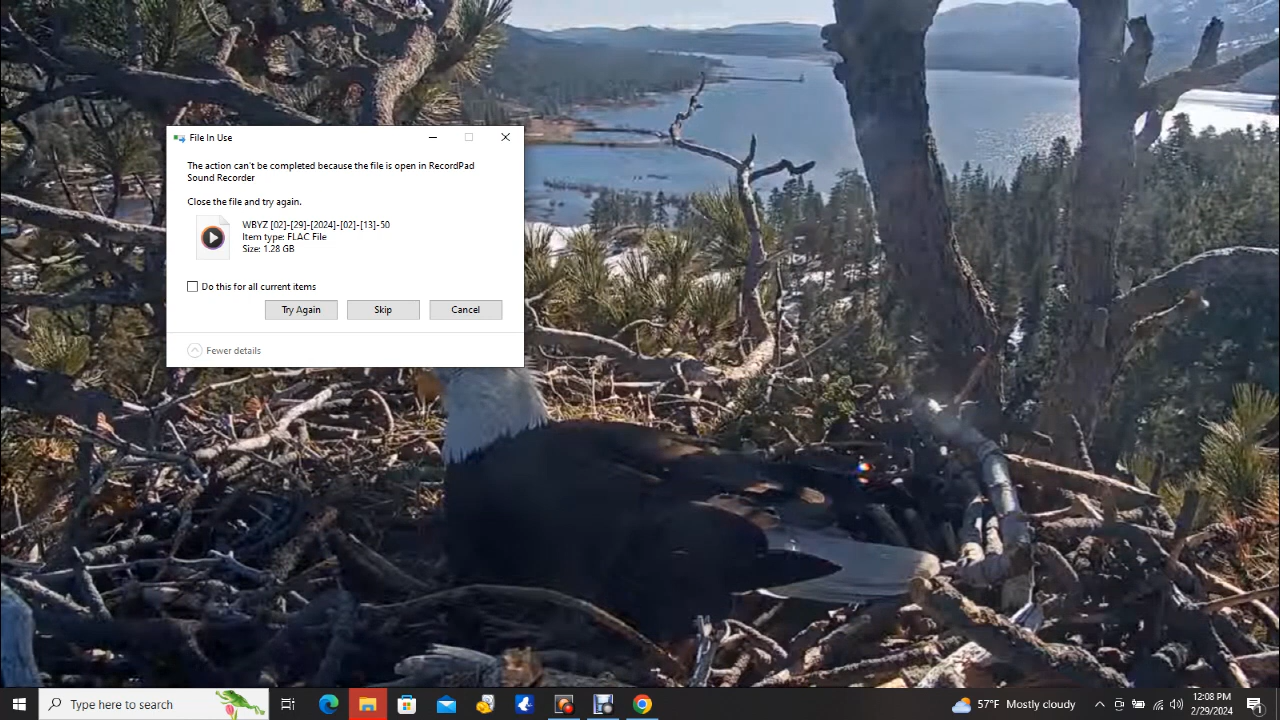 File In Use
The action can't be completed because the file is open in RecordPad
Sound Recorder
Close the file and try again.
WBYZ [02]-[29]-[2024]-[02]-[13]-50
Item type: FLAC File
Size: 1.28 GB
Do this for all current items
Try Again Skip Cancel
Fewer details
Type here to search
57°F Mostly cloudy
12:08 PM
2/29/2024
1